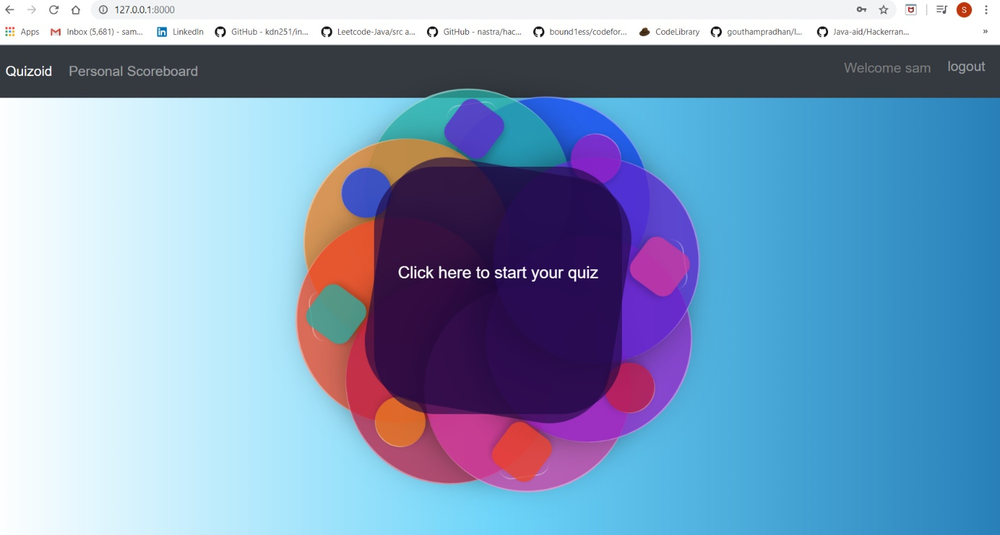 127.0.0.1:8000
Apps Inbox (5,681) - sam... LinkedIn GitHub - kdn251/in... Leetcode-Java/src a... GitHub - nastra/hac... bound1ess/codefor... CodeLibrary gouthampradhan/l... Java-aid/Hackerran... »
S
Quizoid Personal Scoreboard Welcome sam logout
Click here to start your quiz